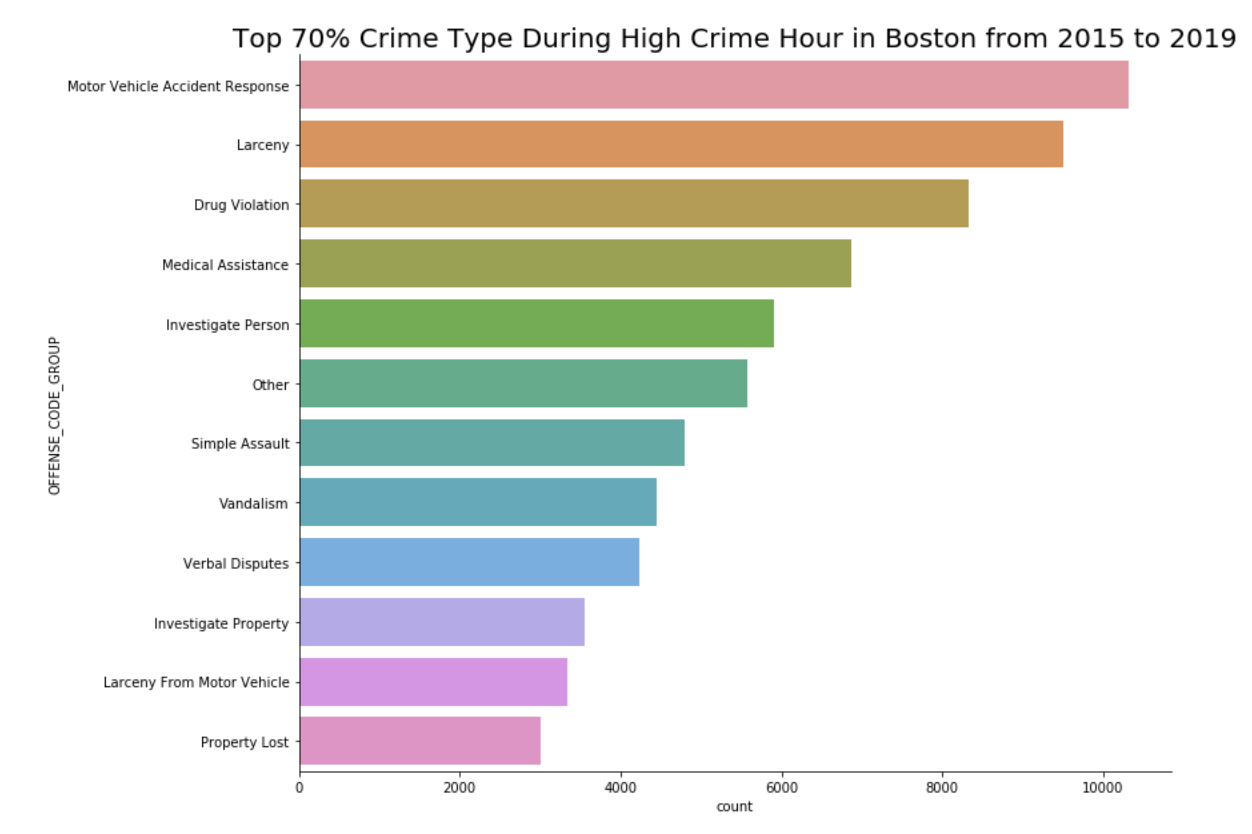 Top 70% Crime Type During High Crime Hour in Boston from 2015 to 2019
OFFENSE_CODE_GROUP
Motor Vehicle Accident Response
Larceny
Drug Violation
Medical Assistance
Investigate Person
Other
Simple Assault
Vandalism
Verbal Disputes
Investigate Property
Larceny From Motor Vehicle
Property Lost
0 2000 4000 6000 8000 10000
count